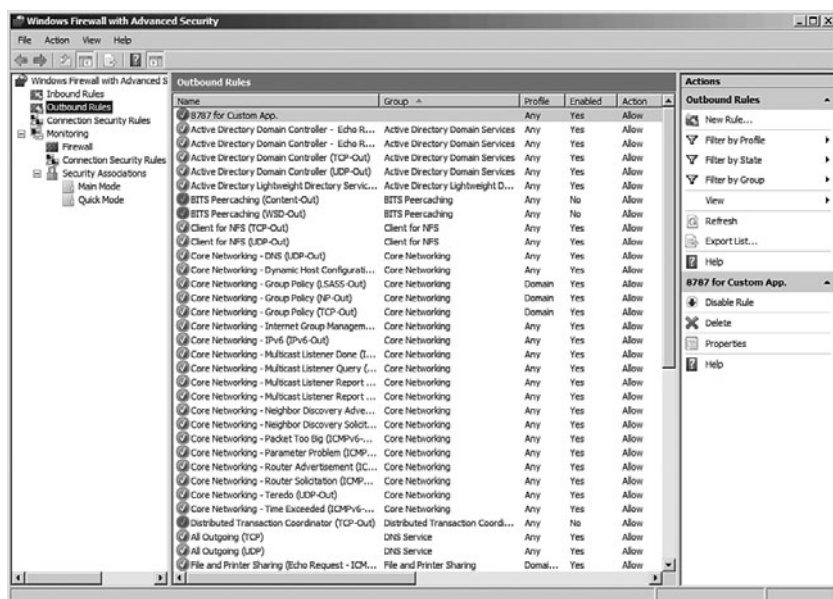 Windows Firewall with Advanced Security
File Action View Help
Windows Firewall with Advanced S
Inbound Rules
Outbound Rules
Connection Security Rules
Monitoring
Firewall
Connection Security Rules
Security Associations
Main Mode
Quick Mode
Outbound Rules
Name Group Profile Enabled Action
8787 for Custom App. Any Yes Allow
Active Directory Domain Controller - Echo R... Active Directory Domain Services Any Yes Allow
Active Directory Domain Controller - Echo R... Active Directory Domain Services Any Yes Allow
Active Directory Domain Controller (TCP-Out) Active Directory Domain Services Any Yes Allow
Active Directory Domain Controller (UDP-Out) Active Directory Domain Services Any Yes Allow
Active Directory Lightweight Directory Servic... Active Directory Lightweight D... Any Yes Allow
BITS Peercaching (Content-Out) BITS Peercaching Any No Allow
BITS Peercaching (WSD-Out) BITS Peercaching Any No Allow
Client for NFS (TCP-Out) Client for NFS Any Yes Allow
Client for NFS (UDP-Out) Client for NFS Any Yes Allow
Core Networking - DNS (UDP-Out) Core Networking Any Yes Allow
Core Networking - Dynamic Host Configurati... Core Networking Any Yes Allow
Core Networking - Group Policy (LSASS-Out) Core Networking Domain Yes Allow
Core Networking - Group Policy (NP-Out) Core Networking Domain Yes Allow
Core Networking - Group Policy (TCP-Out) Core Networking Domain Yes Allow
Core Networking - Internet Group Managem... Core Networking Any Yes Allow
Core Networking - IPv6 (IPv6-Out) Core Networking Any Yes Allow
Core Networking - Multicast Listener Done (I... Core Networking Any Yes Allow
Core Networking - Multicast Listener Query (... Core Networking Any Yes Allow
Core Networking - Multicast Listener Report ... Core Networking Any Yes Allow
Core Networking - Multicast Listener Report ... Core Networking Any Yes Allow
Core Networking - Neighbor Discovery Adve... Core Networking Any Yes Allow
Core Networking - Neighbor Discovery Solicit... Core Networking Any Yes Allow
Core Networking - Packet Too Big (ICMPv6-... Core Networking Any Yes Allow
Core Networking - Parameter Problem (ICMP... Core Networking Any Yes Allow
Core Networking - Router Advertisement (IC... Core Networking Any Yes Allow
Core Networking - Router Solicitation (ICMP... Core Networking Any Yes Allow
Core Networking - Teredo (UDP-Out) Core Networking Any Yes Allow
Core Networking - Time Exceeded (ICMPv6-... Core Networking Any Yes Allow
Distributed Transaction Coordinator (TCP-Out) Distributed Transaction Coordi... Any No Allow
All Outgoing (TCP) DNS Service Any Yes Allow
All Outgoing (UDP) DNS Service Any Yes Allow
File and Printer Sharing (Echo Request - ICM... File and Printer Sharing Domai... Yes Allow
Actions
Outbound Rules
New Rule...
Filter by Profile
Filter by State
Filter by Group
View
Refresh
Export List...
Help
8787 for Custom App.
Disable Rule
Delete
Properties
Help